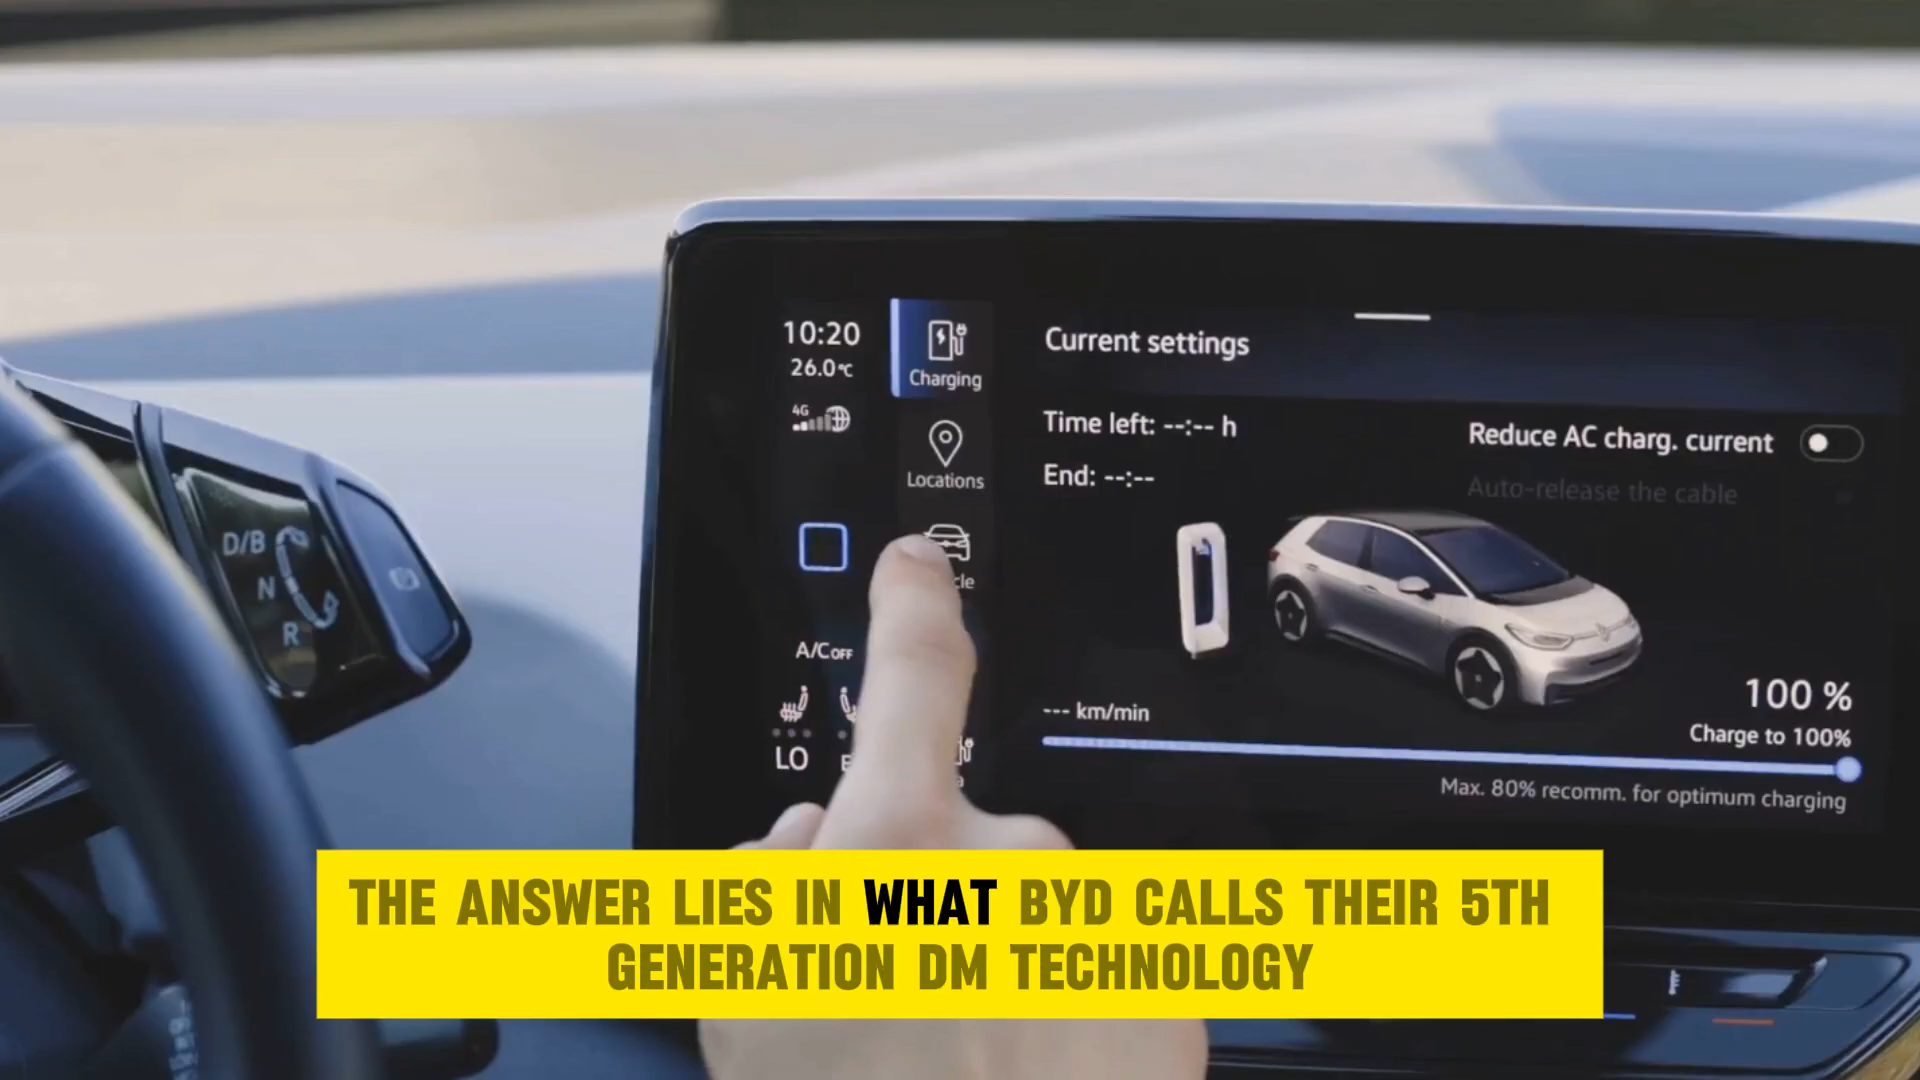 10:20
26.0°C
4G
Charging
Locations
cle
A/C OFF
LO
Current settings
Time left: --:-- h
End: --:--
Reduce AC charg. current
Auto-release the cable
--- km/min
100 %
Charge to 100%
Max. 80% recomm. for optimum charging
D/B
N
R
THE ANSWER LIES IN WHAT BYD CALLS THEIR 5TH
GENERATION DM TECHNOLOGY